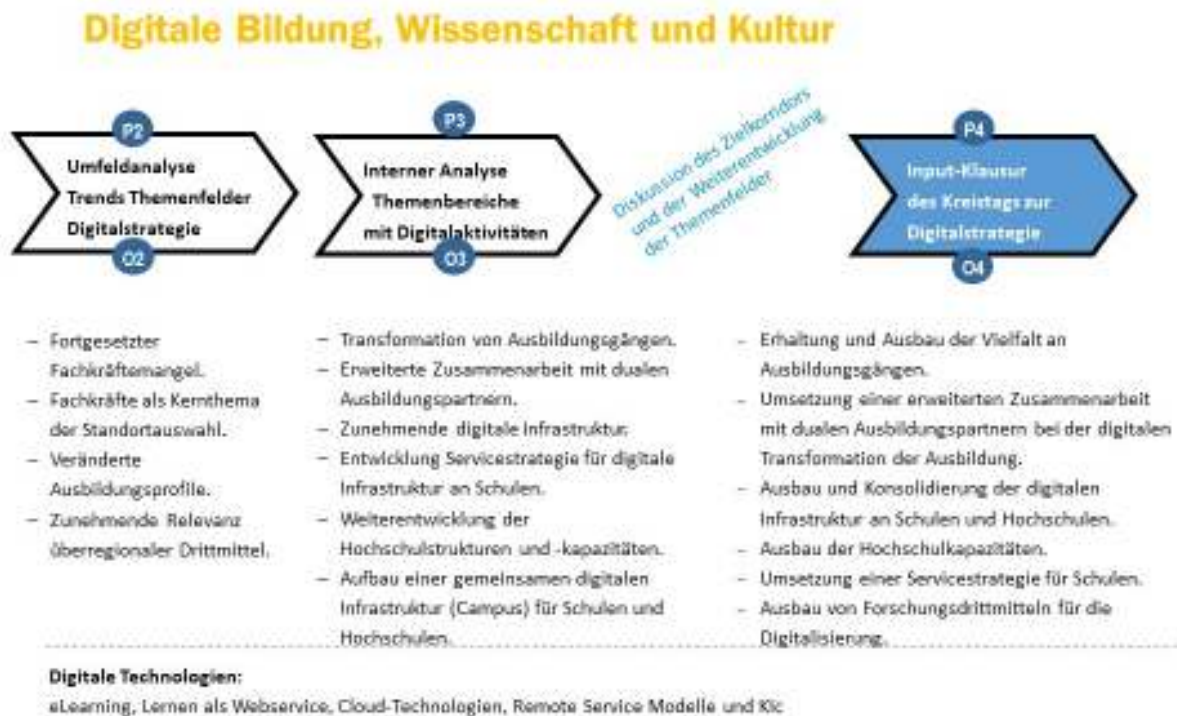 Digitale Bildung, Wissenschaft und Kultur
P2
Umfeldanalyse
Trends Themenfelder
Digitalstrategie
O2
P3
Interner Analyse
Themenbereiche
mit Digitalaktivitäten
O3
Diskussion des Zielkorridors
und der Weiterentwicklung
der Themenfelder
P4
Input-Klausur
des Kreistags zur
Digitalstrategie
O4
– Fortgesetzter
Fachkräftemangel.
– Fachkräfte als Kernthema
der Standortauswahl.
– Veränderte
Ausbildungsprofile.
– Zunehmende Relevanz
überregionaler Drittmittel.
– Transformation von Ausbildungsgängen.
– Erweiterte Zusammenarbeit mit dualen
Ausbildungspartnern.
– Zunehmende digitale Infrastruktur.
– Entwicklung Servicestrategie für digitale
Infrastruktur an Schulen.
– Weiterentwicklung der
Hochschulstrukturen und -kapazitäten.
– Aufbau einer gemeinsamen digitalen
Infrastruktur (Campus) für Schulen und
Hochschulen.
- Erhaltung und Ausbau der Vielfalt an
Ausbildungsgängen.
- Umsetzung einer erweiterten Zusammenarbeit
mit dualen Ausbildungspartnern bei der digitalen
Transformation der Ausbildung.
- Ausbau und Konsolidierung der digitalen
Infrastruktur an Schulen und Hochschulen.
- Ausbau der Hochschulkapazitäten.
- Umsetzung einer Servicestrategie für Schulen.
- Ausbau von Forschungsdrittmitteln für die
Digitalisierung.
Digitale Technologien:
eLearning, Lernen als Webservice, Cloud-Technologien, Remote Service Modelle und